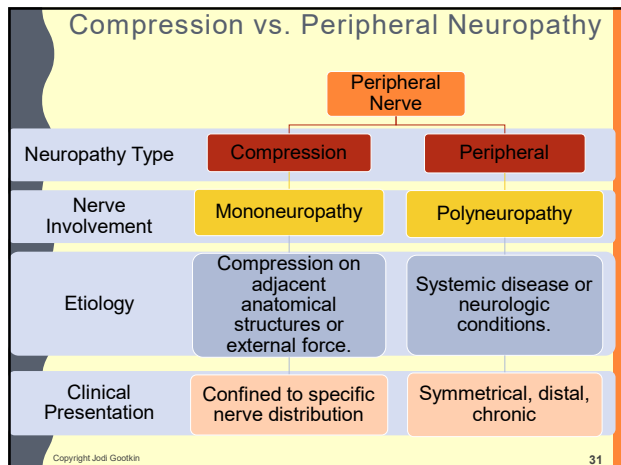 Compression vs. Peripheral Neuropathy
Peripheral
Nerve
Neuropathy Type
Compression
Peripheral
Nerve
Involvement
Mononeuropathy
Polyneuropathy
Etiology
Compression on
adjacent
anatomical
structures or
external force.
Systemic disease or
neurologic
conditions.
Clinical
Presentation
Confined to specific
nerve distribution
Symmetrical, distal,
chronic
Copyright Jodi Gootkin
31